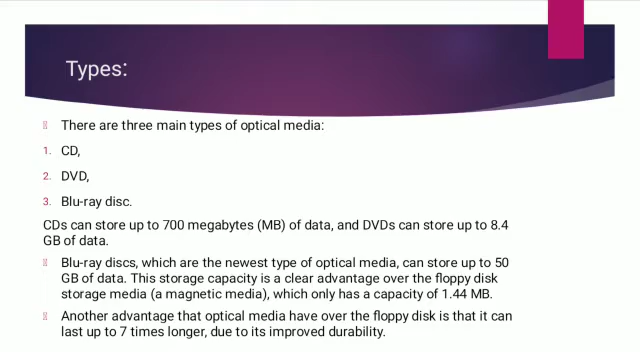 Types:
There are three main types of optical media:
1. CD,
2. DVD,
3. Blu-ray disc.
CDs can store up to 700 megabytes (MB) of data, and DVDs can store up to 8.4
GB of data.
Blu-ray discs, which are the newest type of optical media, can store up to 50
GB of data. This storage capacity is a clear advantage over the floppy disk
storage media (a magnetic media), which only has a capacity of 1.44 MB.
Another advantage that optical media have over the floppy disk is that it can
last up to 7 times longer, due to its improved durability.